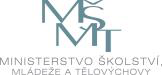 MŠMT
MINISTERSTVO ŠKOLSTVÍ,
MLÁDEŽE A TĚLOVÝCHOVY